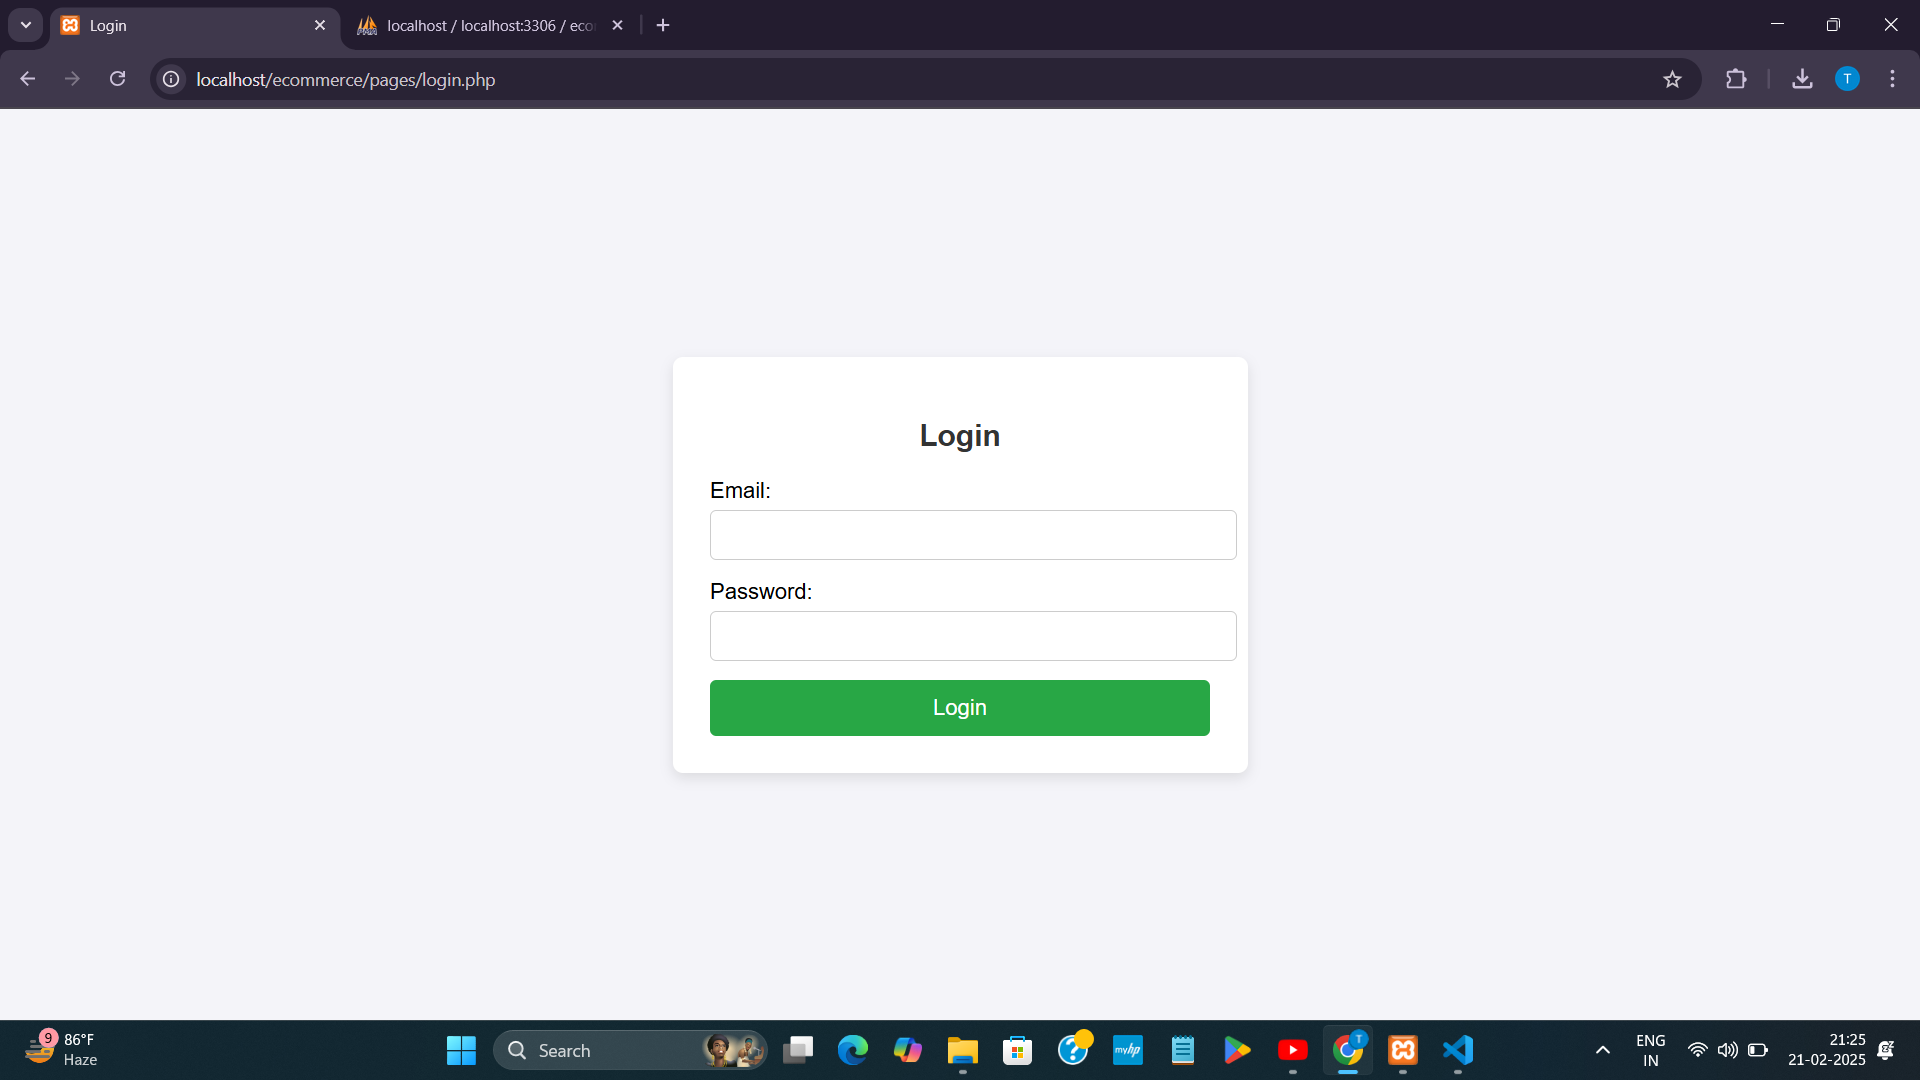 Login
localhost / localhost:3306 / eco
localhost/ecommerce/pages/login.php
T
Login
Email:
Password:
Login
9
86°F
Haze
Search
myhp
T
ENG
IN
21:25
21-02-2025